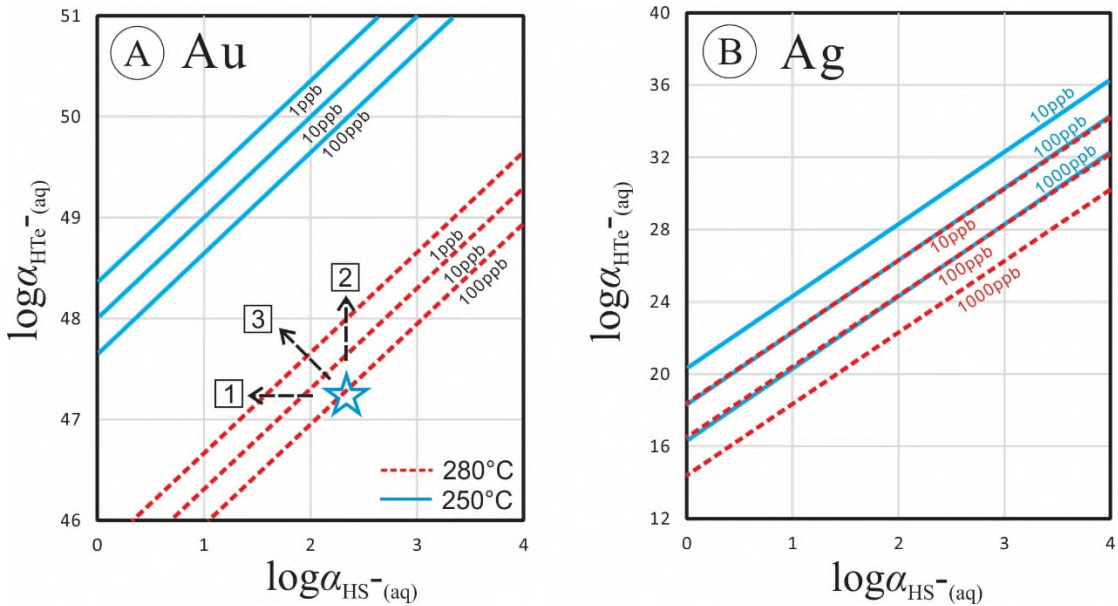 A Au
51
50
49
48
47
46
0
1
2
3
4
logαHTe-(aq)
logαHS-(aq)
1ppb
10ppb
100ppb
1ppb
10ppb
100ppb
2
3
1
280°C
250°C
B Ag
40
36
32
28
24
20
16
12
0
1
2
3
4
logαHTe-(aq)
logαHS-(aq)
10ppb
100ppb
1000ppb
10ppb
100ppb
1000ppb